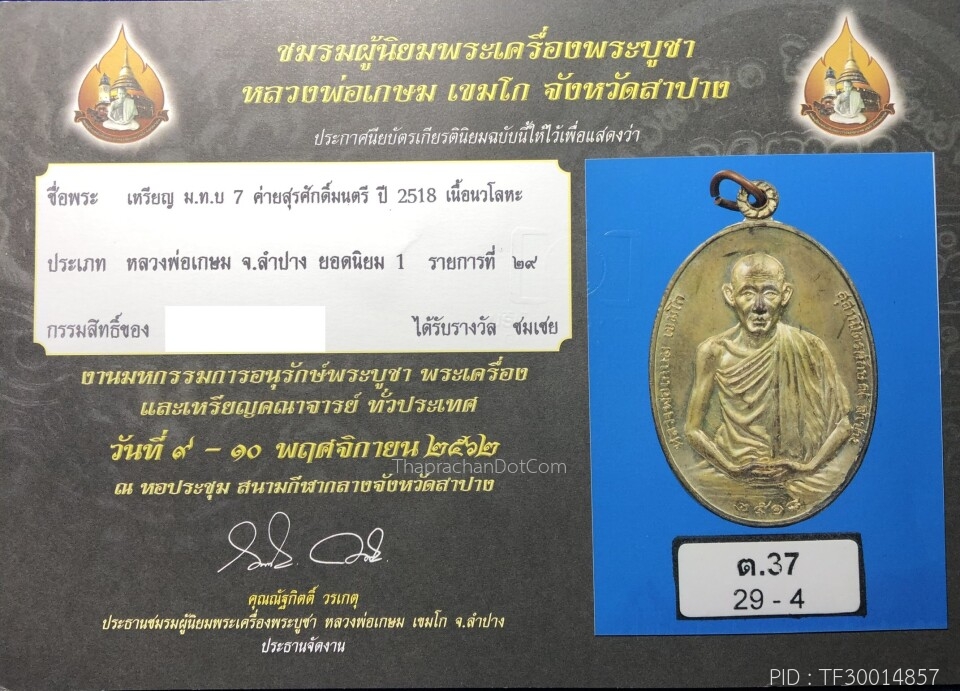 ชมรมผู้นิยมพระเครื่องพระบูชา
หลวงพ่อเกษม เขมโก จังหวัดลำปาง
ประกาศนียบัตรเกียรตินิยมฉบับนี้ให้ไว้เพื่อแสดงว่า
ชื่อพระ เหรียญ ม.ท.บ 7 ค่ายสุรศักดิ์มนตรี ปี 2518 เนื้อนวโลหะ
ประเภท หลวงพ่อเกษม จ.ลำปาง ยอดนิยม 1 รายการที่ ๒๙
กรรมสิทธิ์ของ ได้รับรางวัล ชมเชย
งานมหกรรมการอนุรักษ์พระบูชา พระเครื่อง
และเหรียญคณาจารย์ ทั่วประเทศ
วันที่ ๙ - ๑๐ พฤศจิกายน ๒๕๖๒
ThaprachanDotCom
ณ หอประชุม สนามกีฬากลางจังหวัดลำปาง
คุณณัฐกิตติ์ วรเกตุ
ประธานชมรมผู้นิยมพระเครื่องพระบูชา หลวงพ่อเกษม เขมโก จ.ลำปาง
ประธานจัดงาน
หลวงพ่อเกษม เขมโก
๒๕๑๘
ต.37
29 - 4
PID : TF30014857